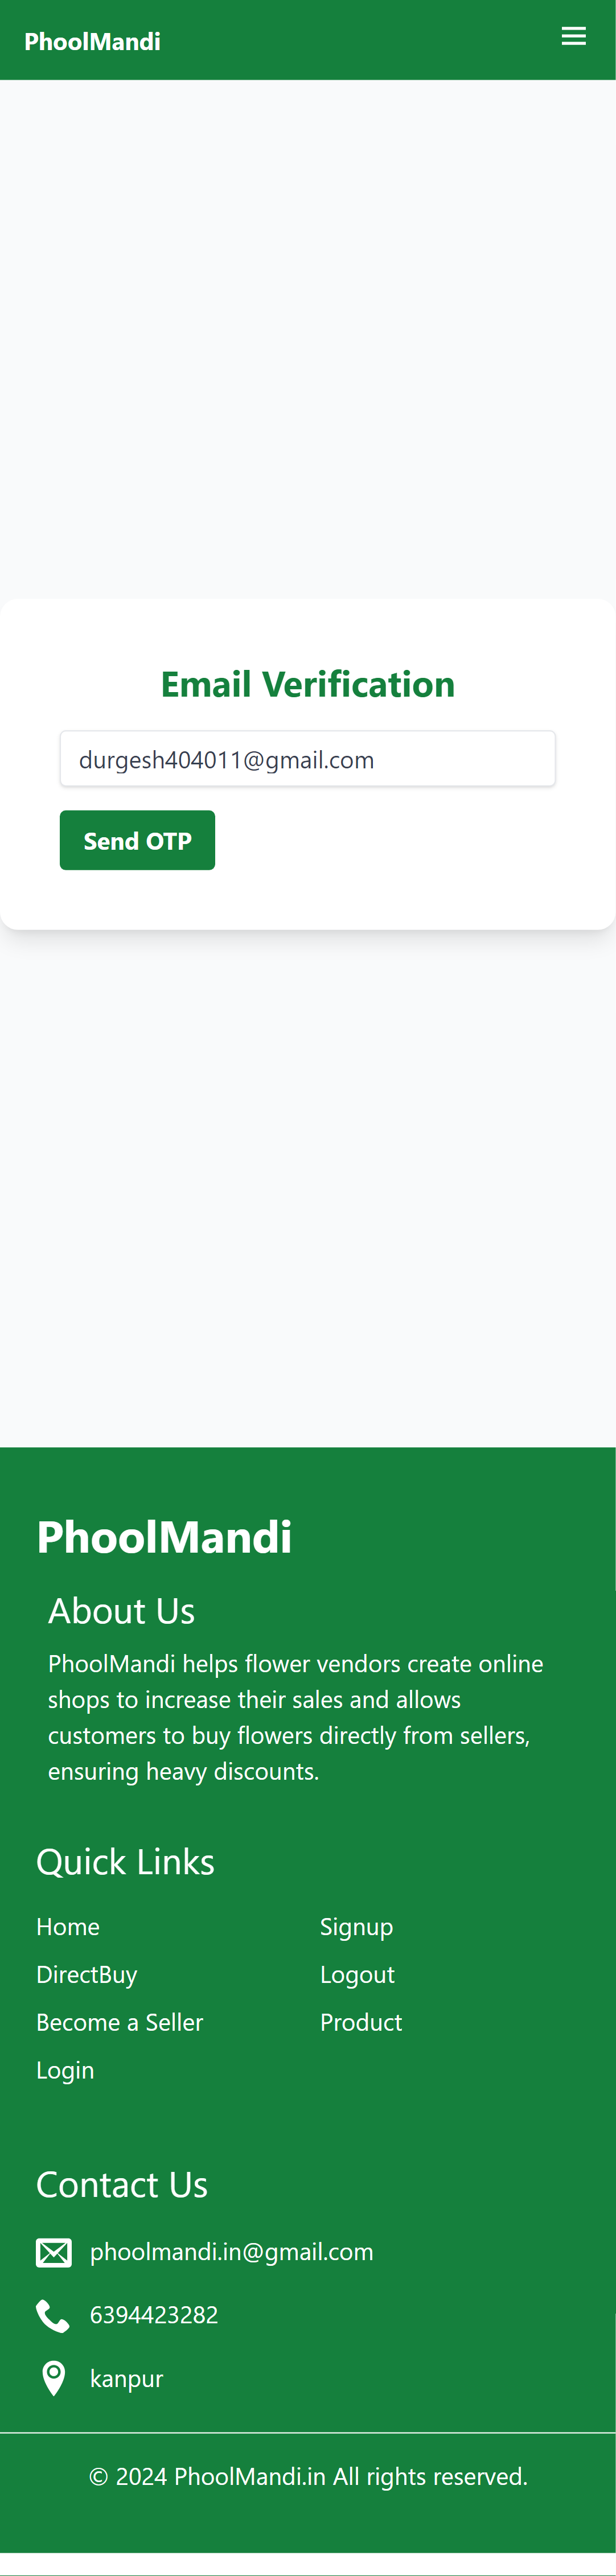 PhoolMandi
Email Verification
durgesh404011@gmail.com
Send OTP
PhoolMandi
About Us
PhoolMandi helps flower vendors create online
shops to increase their sales and allows
customers to buy flowers directly from sellers,
ensuring heavy discounts.
Quick Links
Home
Signup
DirectBuy
Logout
Become a Seller
Product
Login
Contact Us
phoolmandi.in@gmail.com
6394423282
kanpur
© 2024 PhoolMandi.in All rights reserved.